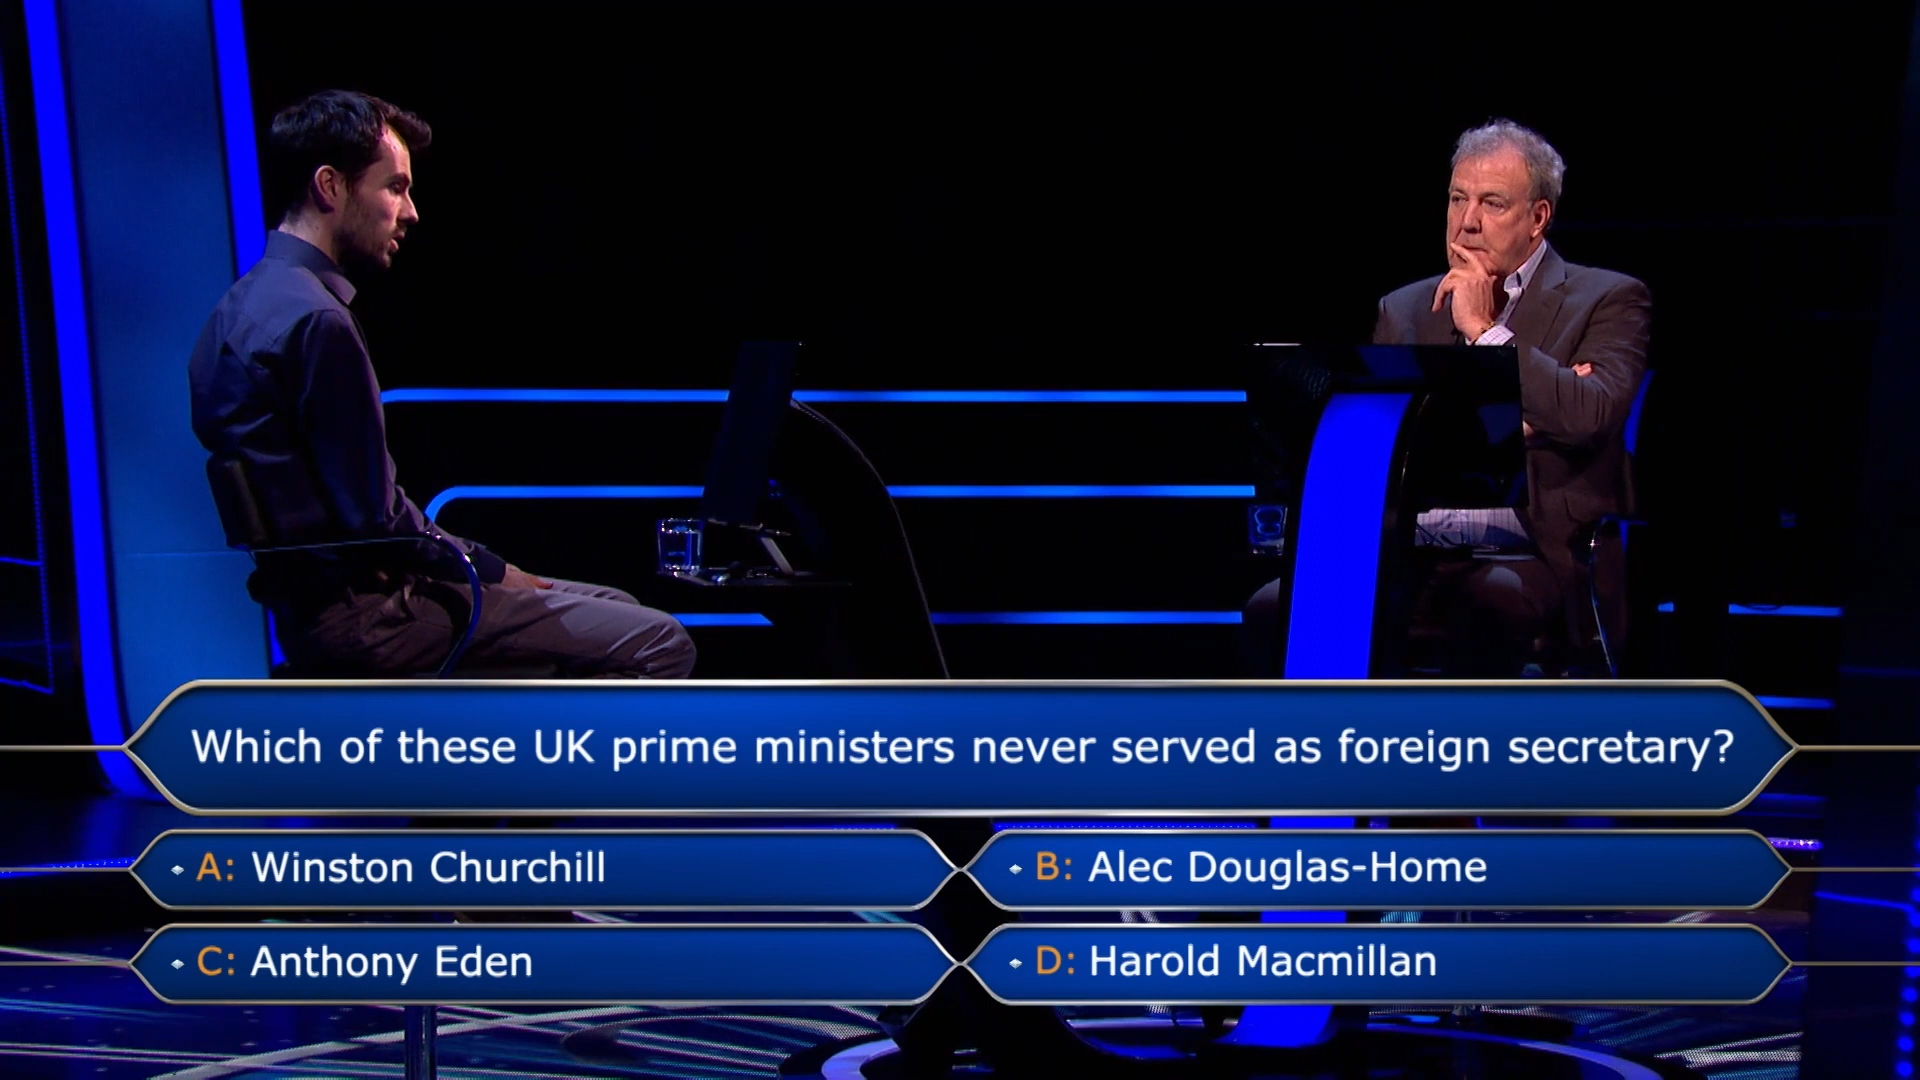 Which of these UK prime ministers never served as foreign secretary?
A: Winston Churchill
B: Alec Douglas-Home
C: Anthony Eden
D: Harold Macmillan